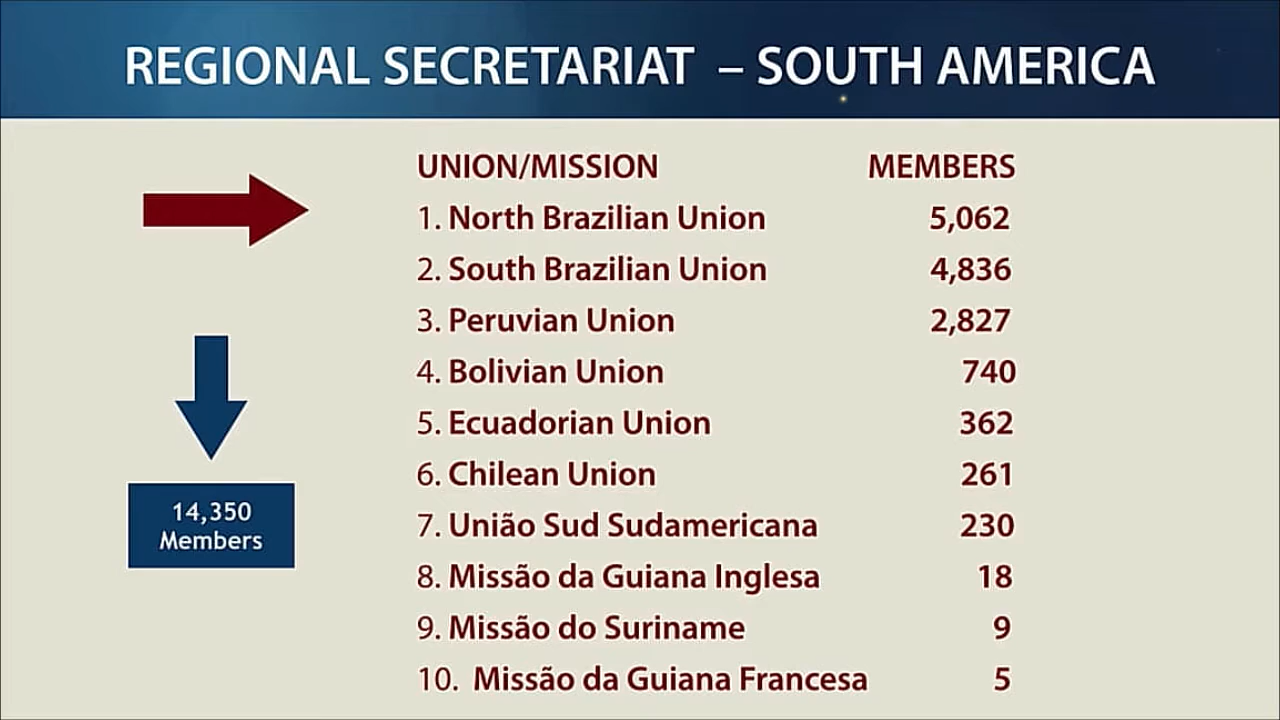 REGIONAL SECRETARIAT – SOUTH AMERICA
UNION/MISSION MEMBERS
1. North Brazilian Union 5,062
2. South Brazilian Union 4,836
3. Peruvian Union 2,827
4. Bolivian Union 740
5. Ecuadorian Union 362
6. Chilean Union 261
7. União Sud Sudamericana 230
8. Missão da Guiana Inglesa 18
9. Missão do Suriname 9
10. Missão da Guiana Francesa 5
14,350
Members